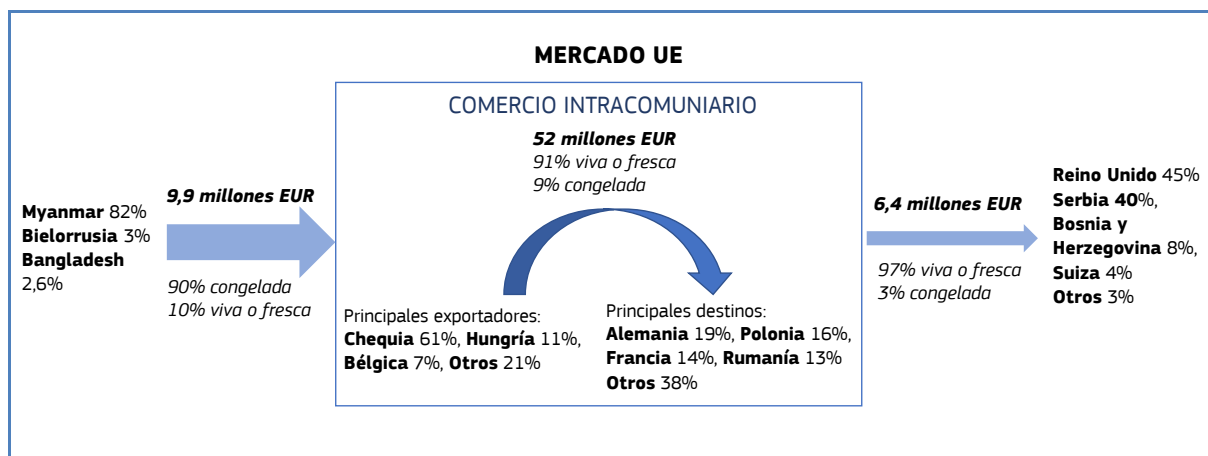 MERCADO UE
COMERCIO INTRACOMUNIARIO
52 millones EUR
91% viva o fresca
9% congelada
9,9 millones EUR
Myanmar 82%
Bielorrusia 3%
Bangladesh
2,6%
90% congelada
10% viva o fresca
Principales exportadores:
Chequia 61%, Hungría 11%,
Bélgica 7%, Otros 21%
Principales destinos:
Alemania 19%, Polonia 16%,
Francia 14%, Rumanía 13%
Otros 38%
6,4 millones EUR
97% viva o fresca
3% congelada
Reino Unido 45%
Serbia 40%,
Bosnia y
Herzegovina 8%,
Suiza 4%
Otros 3%